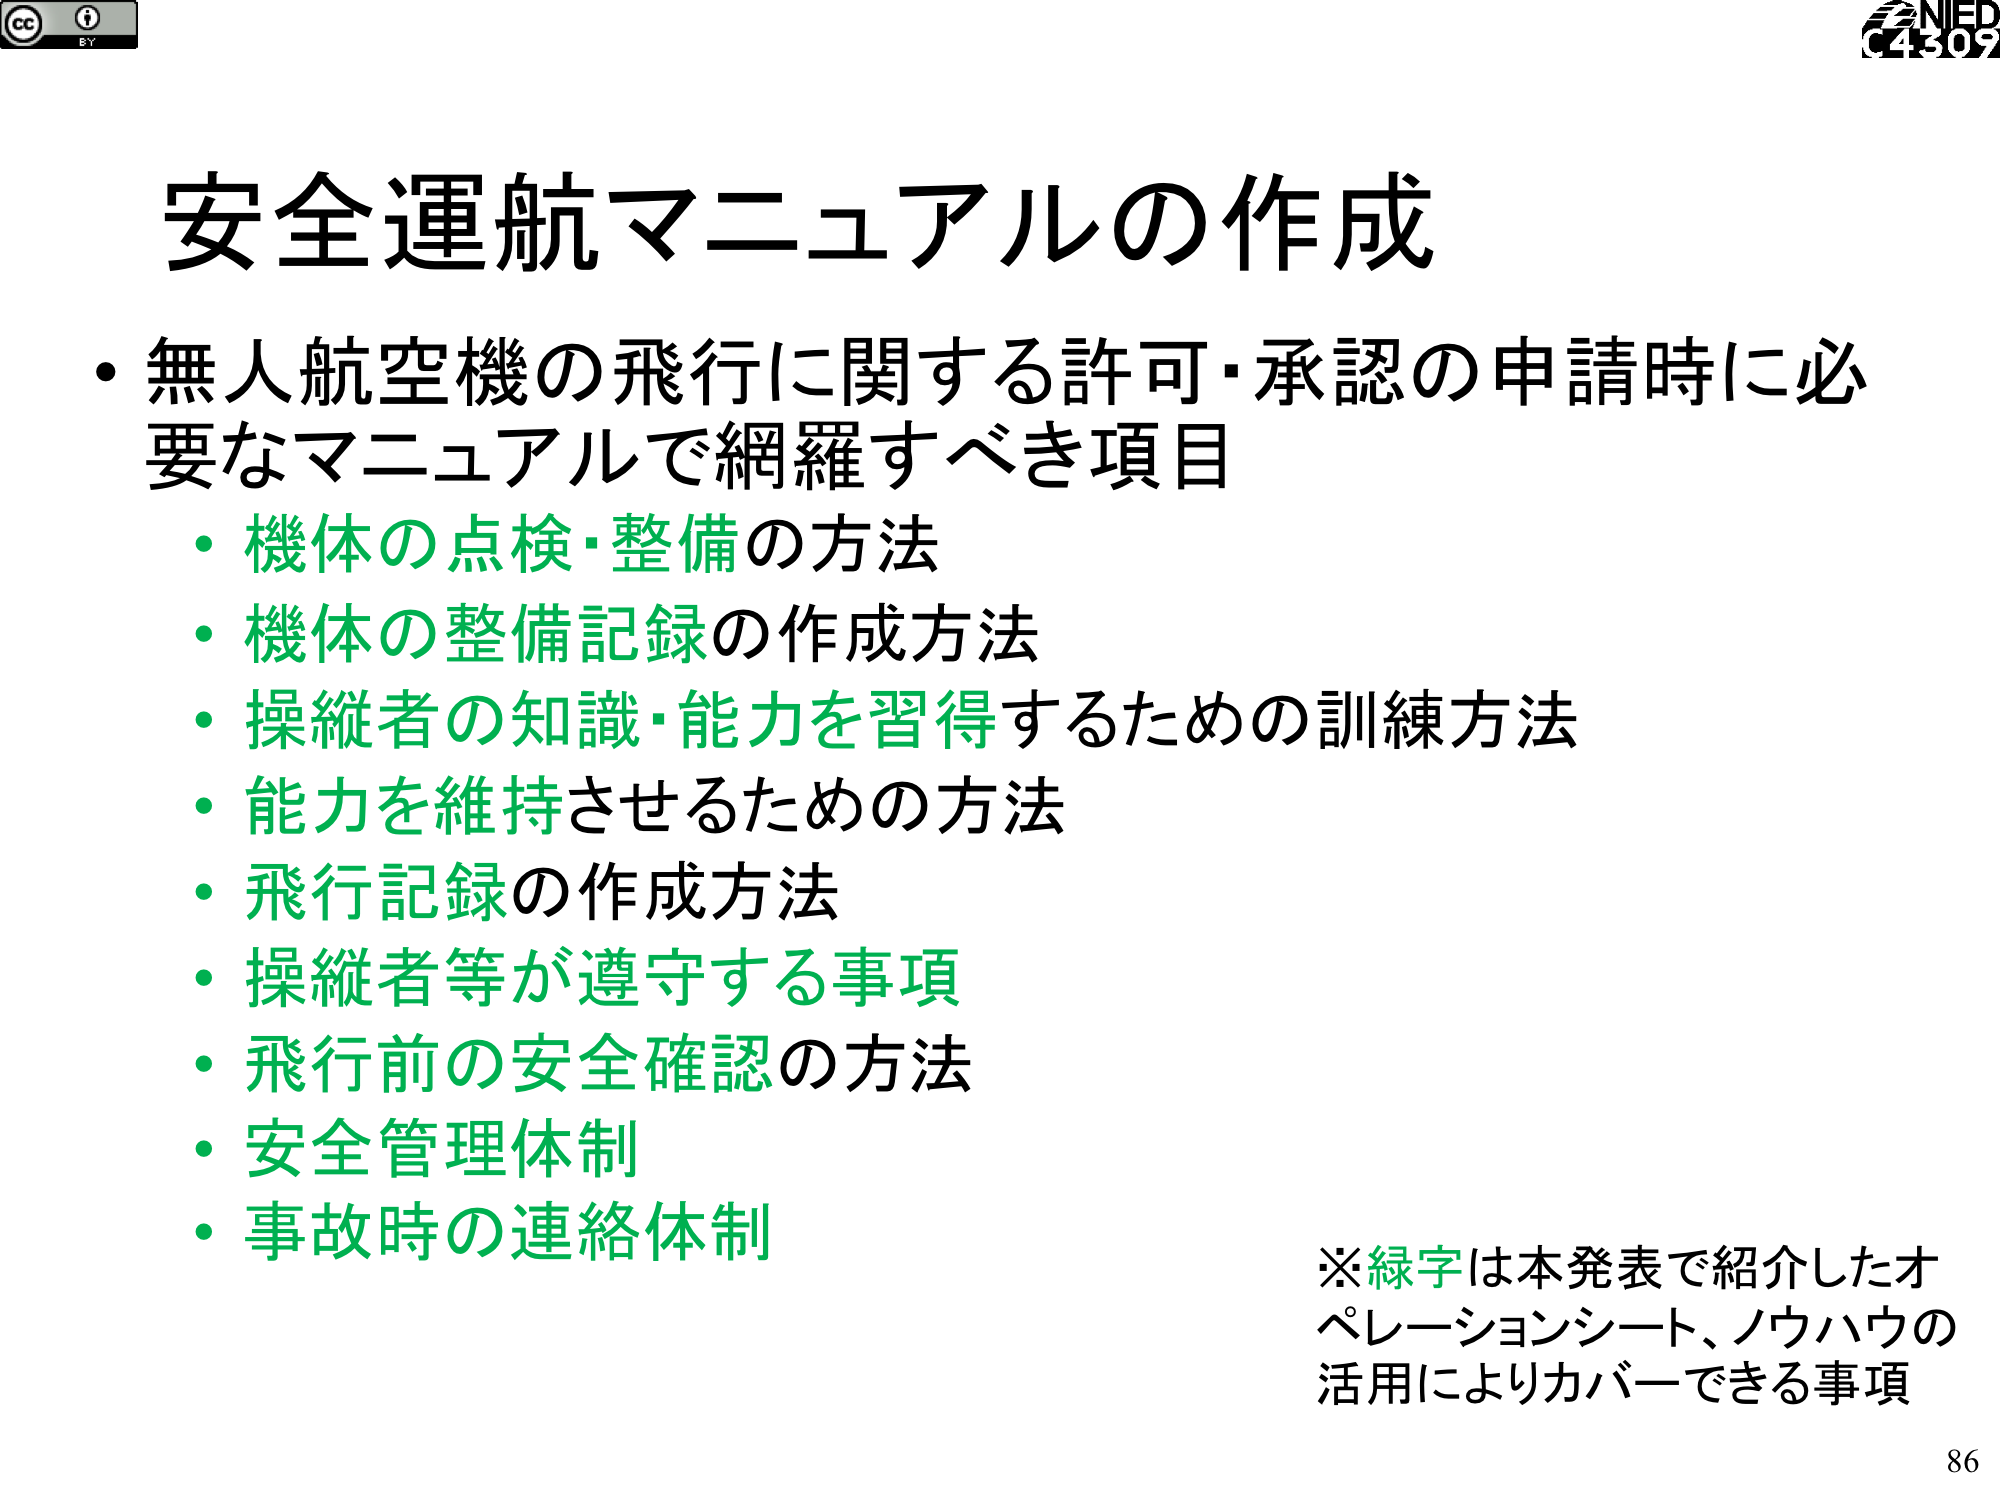 cc
BY
NIED
C4309
安全運航マニュアルの作成
• 無人航空機の飛行に関する許可・承認の申請時に必
要なマニュアルで網羅すべき項目
• 機体の点検・整備の方法
• 機体の整備記録の作成方法
• 操縦者の知識・能力を習得するための訓練方法
• 能力を維持させるための方法
• 飛行記録の作成方法
• 操縦者等が遵守する事項
• 飛行前の安全確認の方法
• 安全管理体制
• 事故時の連絡体制
※緑字は本発表で紹介したオ
ペレーションシート、ノウハウの
活用によりカバーできる事項
86